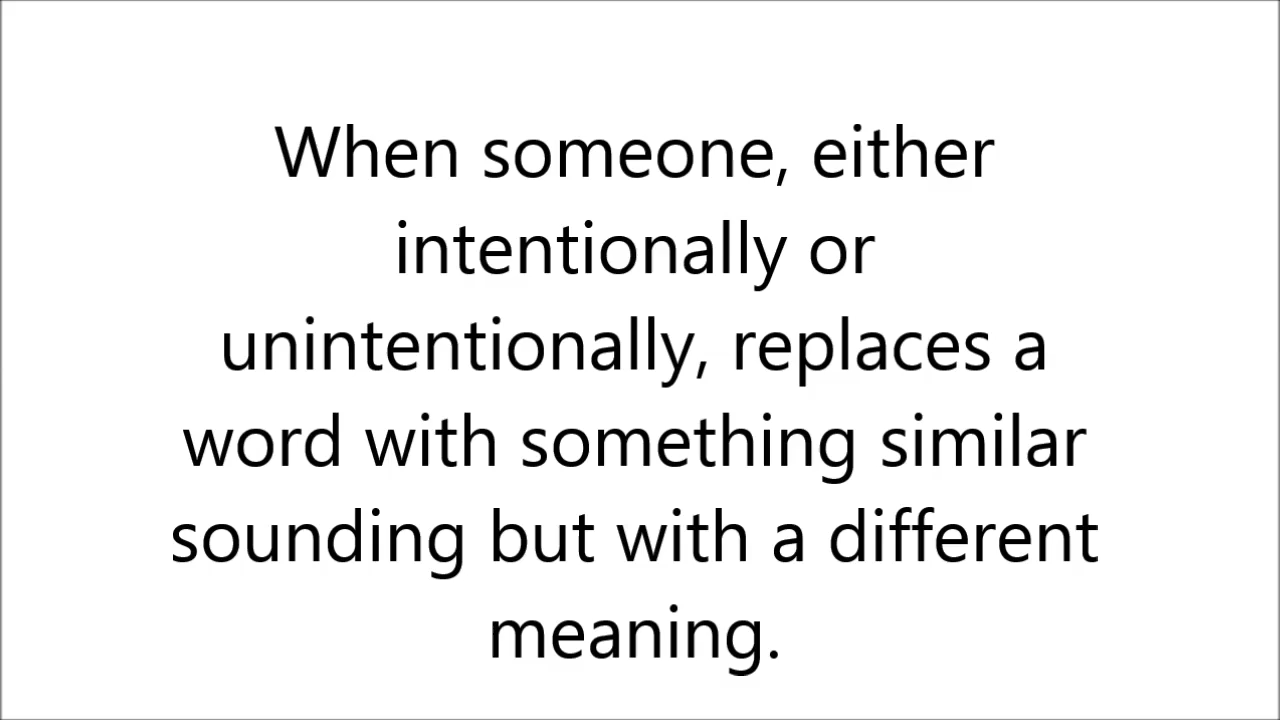 When someone, either
intentionally or
unintentionally, replaces a
word with something similar
sounding but with a different
meaning.